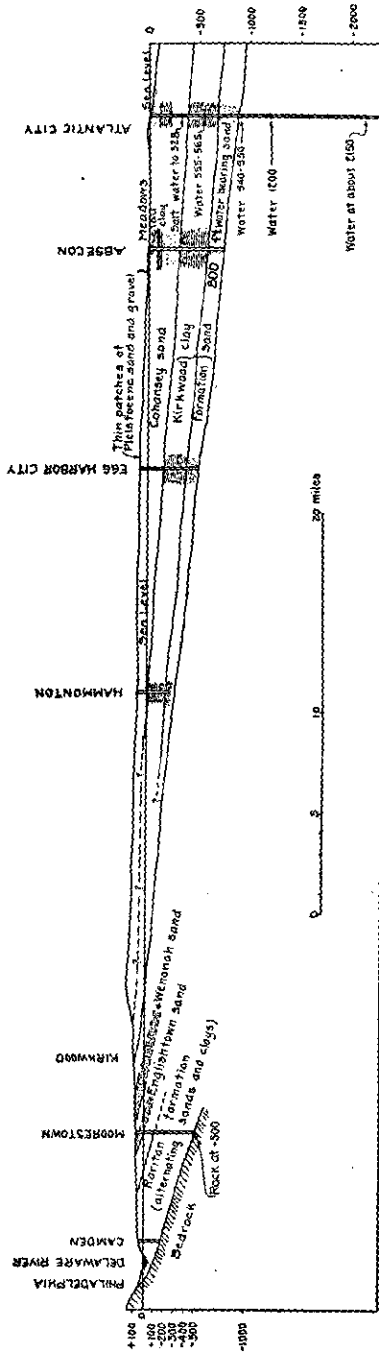 PHILADELPHIA
DELAWARE RIVER
CAMDEN
MOORESTOWN
KIRKWOOD
HAMMONTON
EGG HARBOR CITY
ABSECON
ATLANTIC CITY
+100
0
-100
-200
-300
-400
-500
-1000
Bedrock
Raritan formation
(alternating sands and clays)
Rock at -500
Englishtown sand
Wenonah sand
?
?
?
?
Sea Level
Thin patches of
Pleistocene sand and gravel
Cohansey sand
Kirkwood clay
formation sand
Meadows
Sand
clay
800 ft
Salt water to 328
Water 555-565
Water bearing sand
Water 940-950
Water 1200
Water at about 2150
Sea Level
0
-500
-1000
-1500
-2000
0
5
10
20 miles